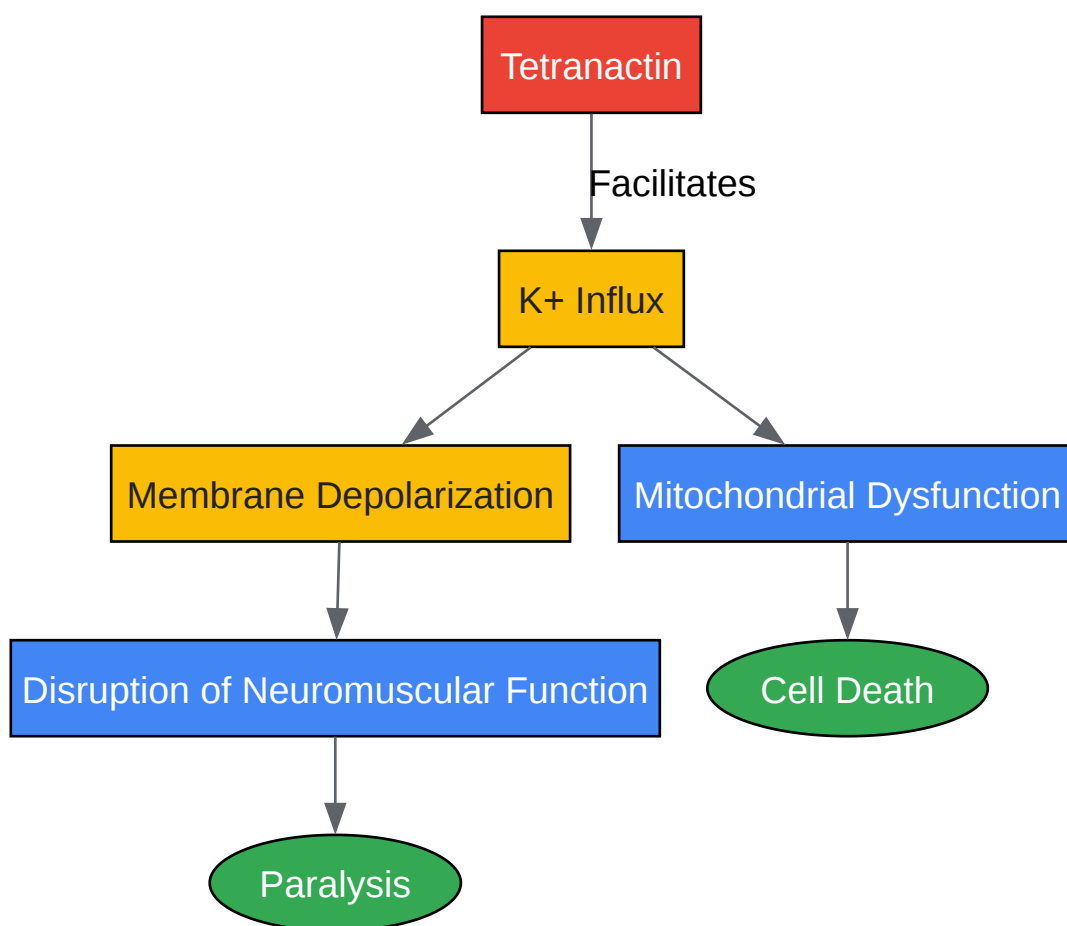 Tetranactin
Facilitates
K+ Influx
Membrane Depolarization
Mitochondrial Dysfunction
Disruption of Neuromuscular Function
Cell Death
Paralysis